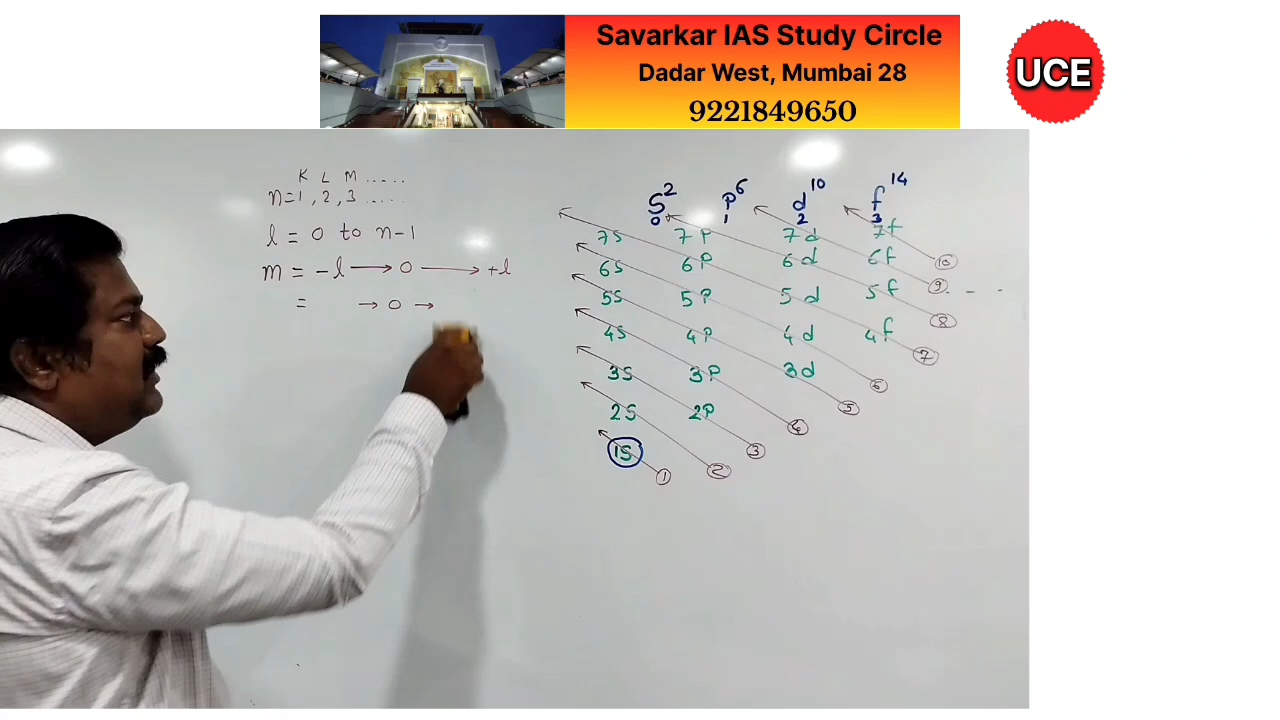 Savarkar IAS Study Circle
Dadar West, Mumbai 28
9221849650
UCE
K L M .....
n=1, 2, 3 .....
l = 0 to n-1
m = -l → 0 → +l
= → 0 →
S² P⁶ d¹⁰ f¹⁴
0 1 2 3
7S 7P 7d 7f
6S 6P 6d 6f
5S 5P 5d 5f - - -
4S 4P 4d 4f
3S 3P 3d
2S 2P
1S
① ② ③ ④ ⑤ ⑥ ⑦ ⑧ ⑨ ⑩